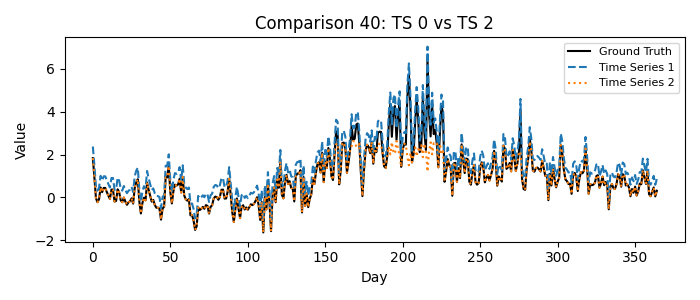 Comparison 40: TS 0 vs TS 2
Ground Truth
Time Series 1
Time Series 2
Value
6
4
2
0
−2
0
50
100
150
200
250
300
350
Day